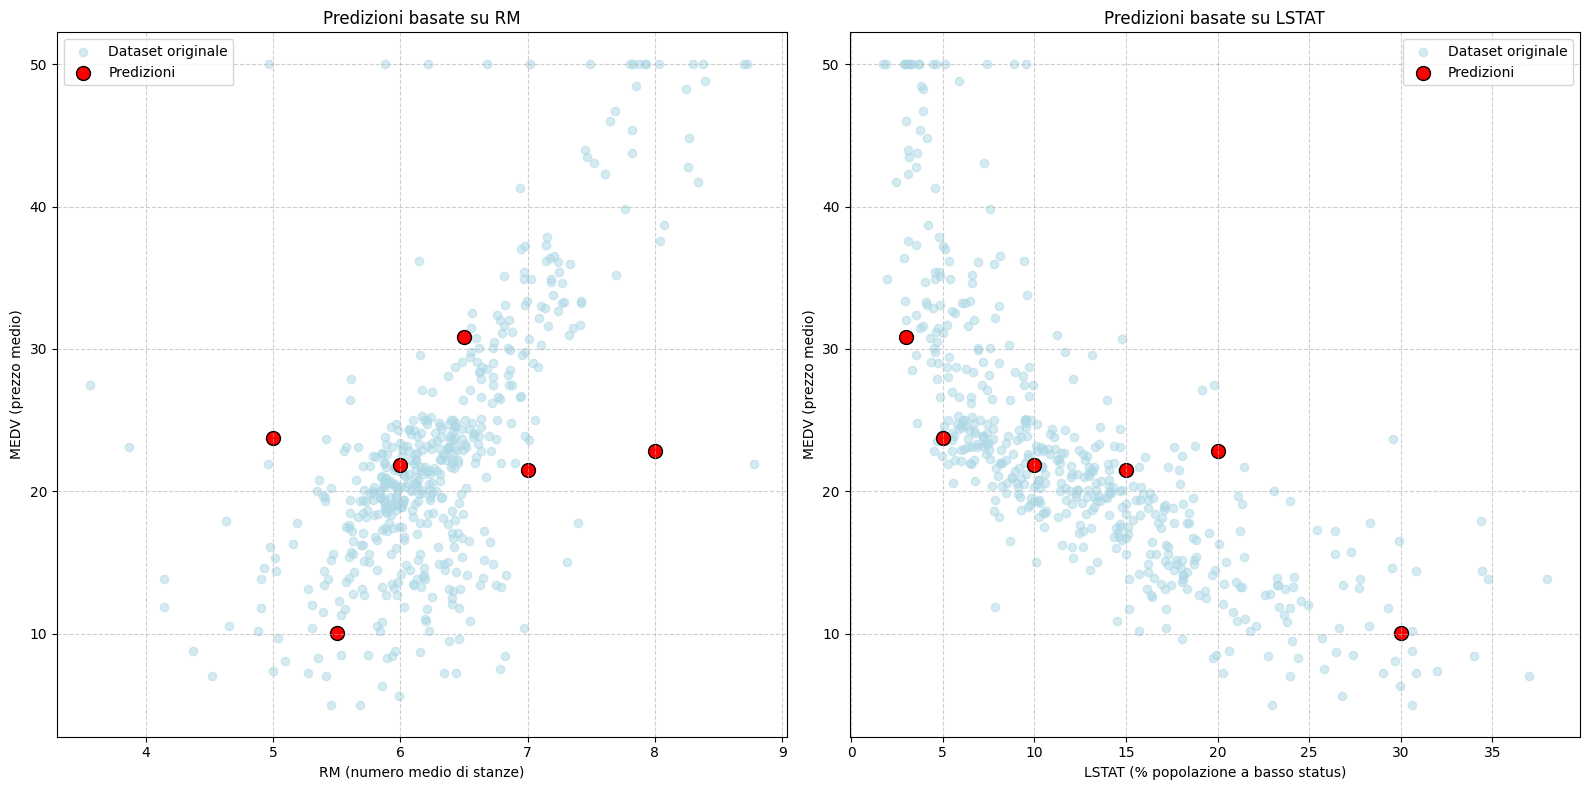 Predizioni basate su RM
Dataset originale
Predizioni
50
40
30
20
10
MEDV (prezzo medio)
4 5 6 7 8 9
RM (numero medio di stanze)
Predizioni basate su LSTAT
Dataset originale
Predizioni
50
40
30
20
10
MEDV (prezzo medio)
0 5 10 15 20 25 30 35
LSTAT (% popolazione a basso status)